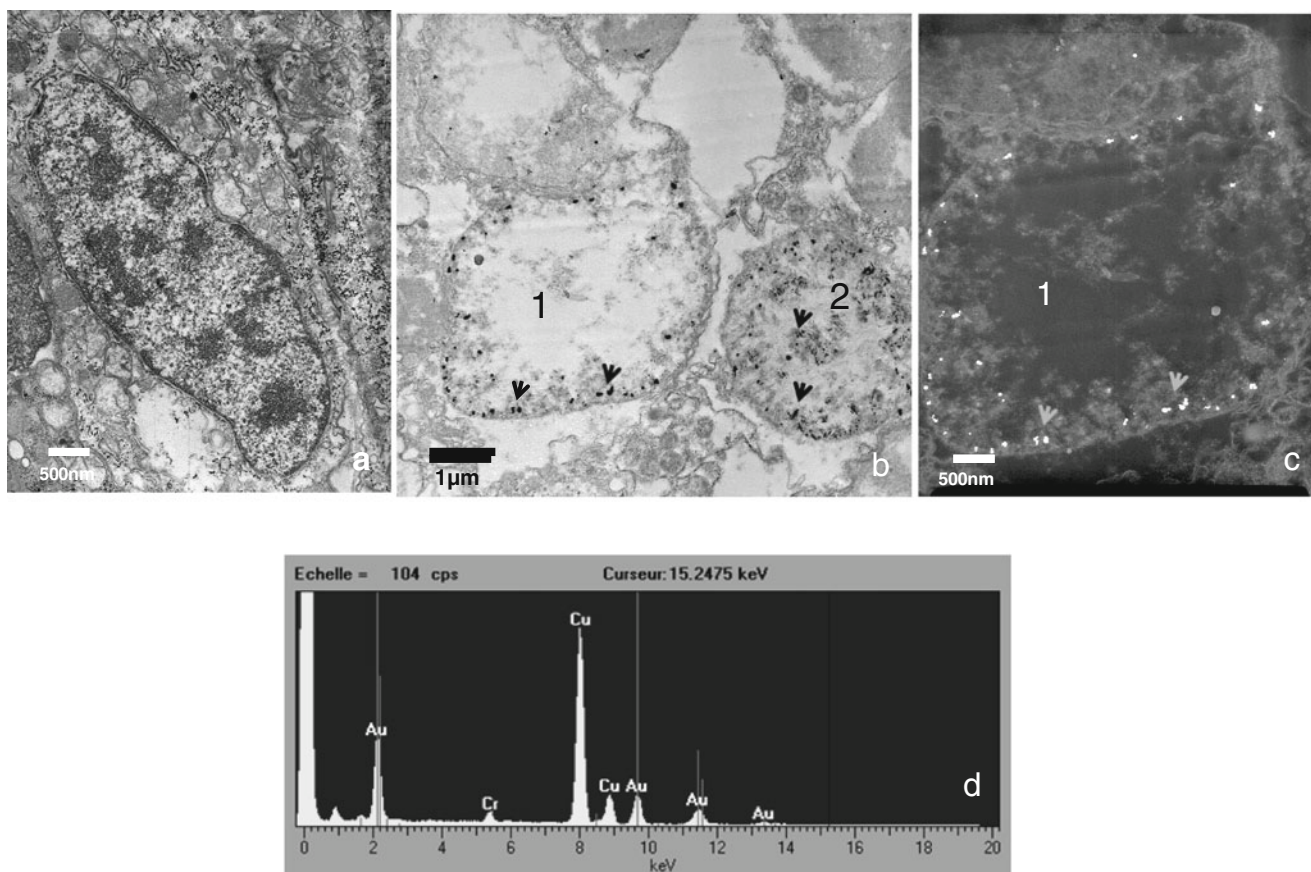 500nm
a
1
2
1µm
b
1
500nm
c
Echelle = 104 cps Curseur: 15.2475 keV
Cu
Au
Cr
Cu
Au
Au
Au
d
0 2 4 6 8 10 12 14 16 18 20
keV